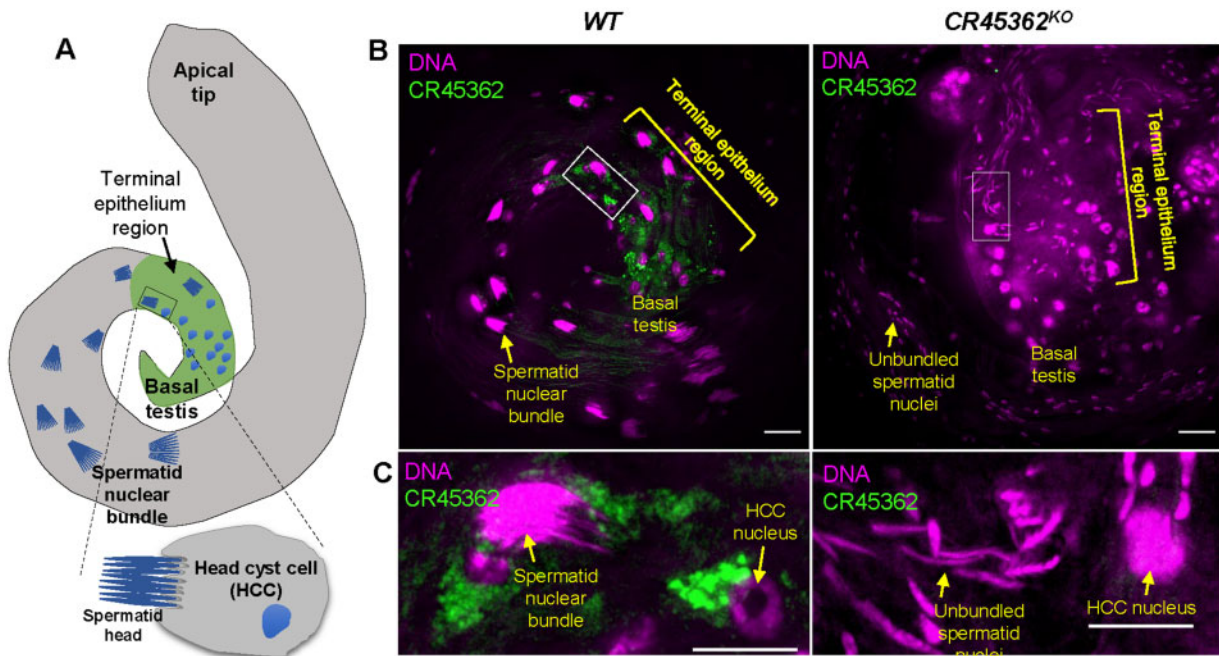 WT
CR45362KO
A
Apical
tip
Terminal
epithelium
region
Basal
testis
Spermatid
nuclear
bundle
Head cyst cell
(HCC)
Spermatid
head
B
DNA
CR45362
Terminal epithelium
region
Basal
testis
Spermatid
nuclear
bundle
DNA
CR45362
Terminal epithelium
region
Unbundled
spermatid
nuclei
Basal
testis
C
DNA
CR45362
HCC
nucleus
Spermatid
nuclear
bundle
DNA
CR45362
HCC nucleus
Unbundled
spermatid
nuclei